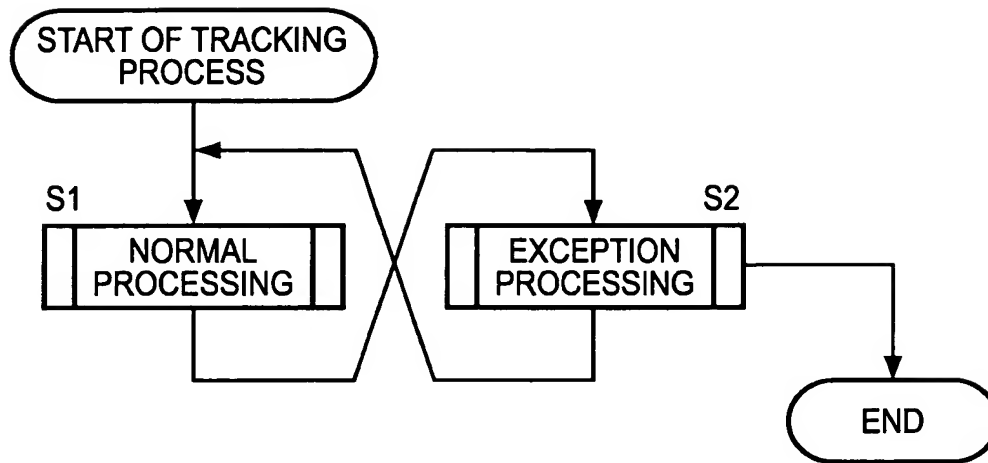 START OF TRACKING
PROCESS
S1
NORMAL
PROCESSING
S2
EXCEPTION
PROCESSING
END